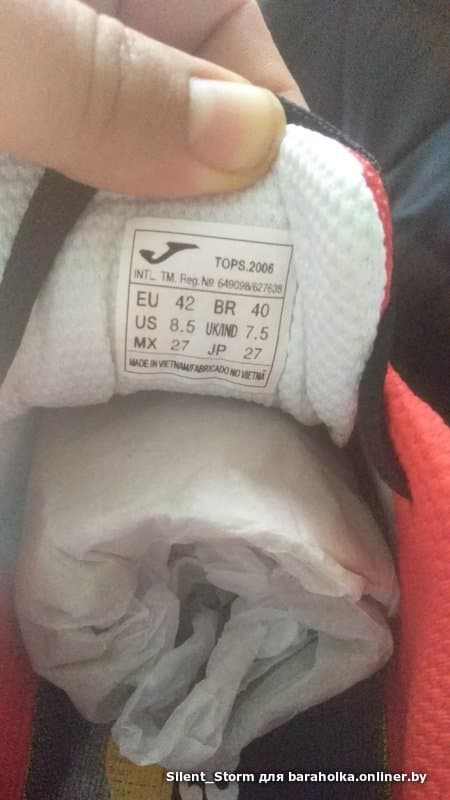 TOPS.2006
INTL. TM. Reg.Nº 649098/627638
EU 42 BR 40
US 8.5 UK/IND 7.5
MX 27 JP 27
MADE IN VIETNAM/FABRICADO NO VIETNÃ
Silent_Storm для baraholka.onliner.by